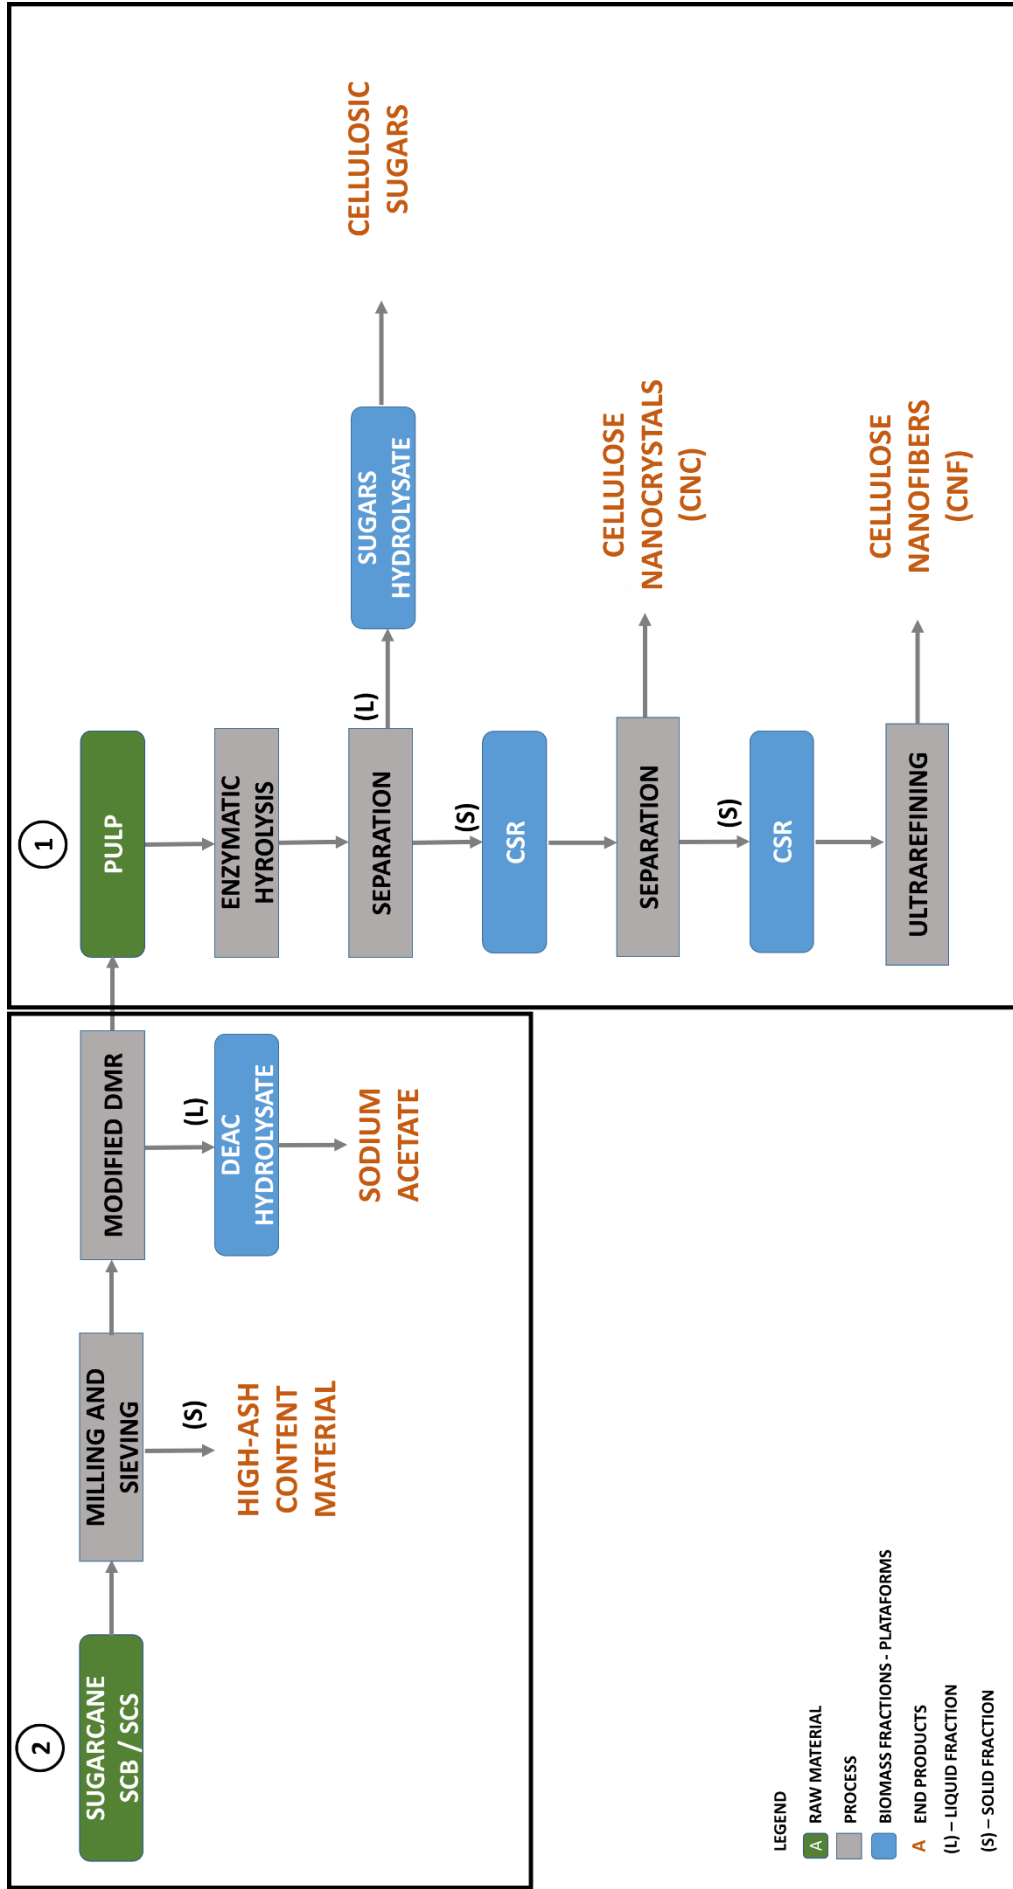 2
SUGARCANE
SCB / SCS
MILLING AND
SIEVING
(S)
HIGH-ASH
CONTENT
MATERIAL
MODIFIED DMR
(L)
DEAC
HYDROLYSATE
SODIUM
ACETATE
1
PULP
ENZYMATIC
HYROLYSIS
SEPARATION
(L)
SUGARS
HYDROLYSATE
CELLULOSIC
SUGARS
(S)
CSR
SEPARATION
CELLULOSE
NANOCRYSTALS
(CNC)
(S)
CSR
ULTRAREFINING
CELLULOSE
NANOFIBERS
(CNF)
LEGEND
A RAW MATERIAL
PROCESS
BIOMASS FRACTIONS - PLATAFORMS
A END PRODUCTS
(L) – LIQUID FRACTION
(S) – SOLID FRACTION